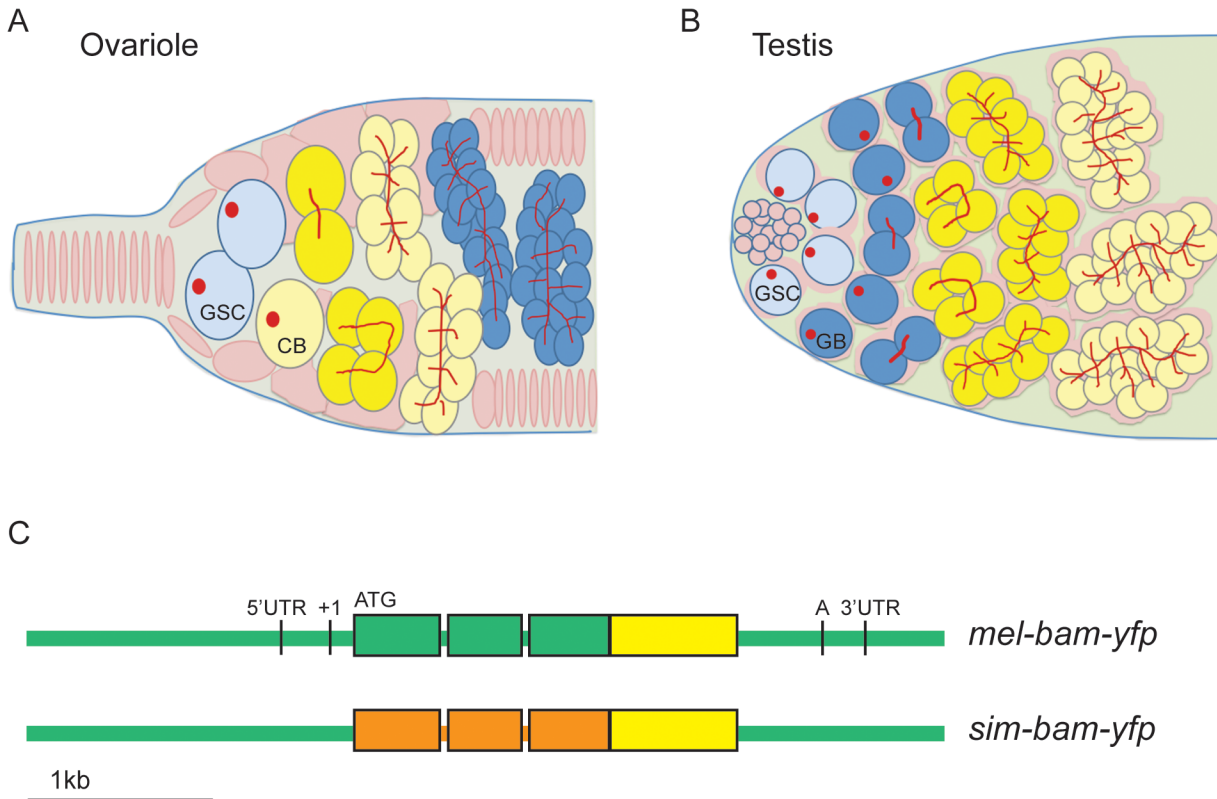 A
Ovariole
GSC
CB
B
Testis
GSC
GB
C
5’UTR +1 ATG A 3’UTR
mel-bam-yfp
sim-bam-yfp
1kb